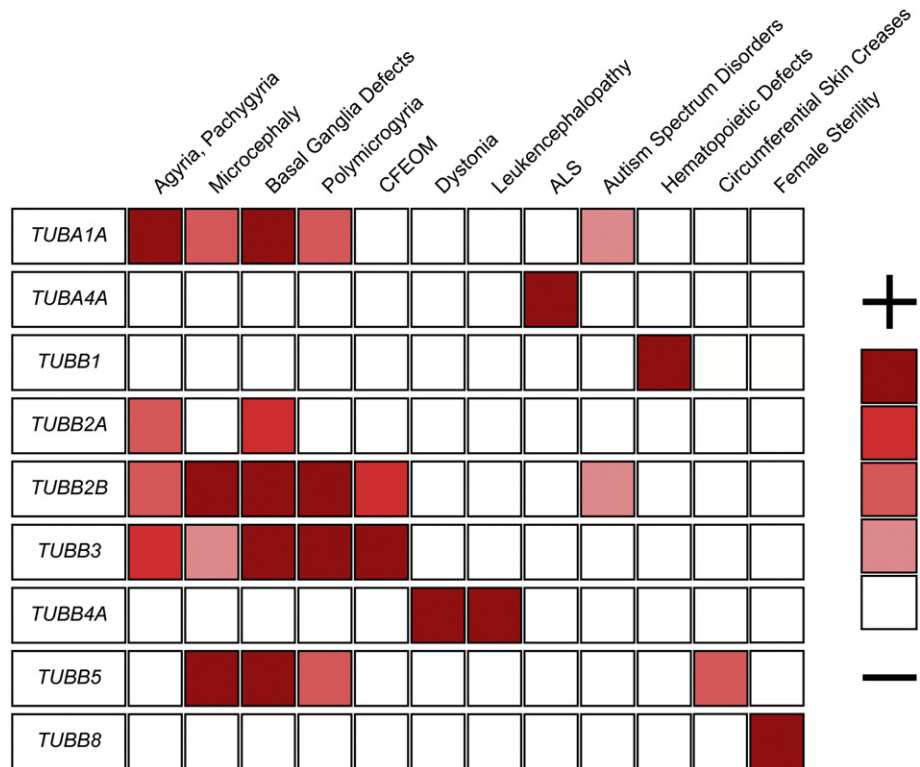 Agyria, Pachygyria
Microcephaly
Basal Ganglia Defects
Polymicrogyria
CFEOM
Dystonia
Leukencephalopathy
ALS
Autism Spectrum Disorders
Hematopoietic Defects
Circumferential Skin Creases
Female Sterility
TUBA1A
TUBA4A
+
TUBB1
TUBB2A
TUBB2B
TUBB3
TUBB4A
TUBB5
−
TUBB8